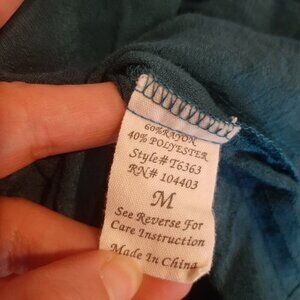 60%RAYON
40% POLYESTER
Style# T6363
RN# 104403
M
See Reverse For
Care Instruction
Made In China